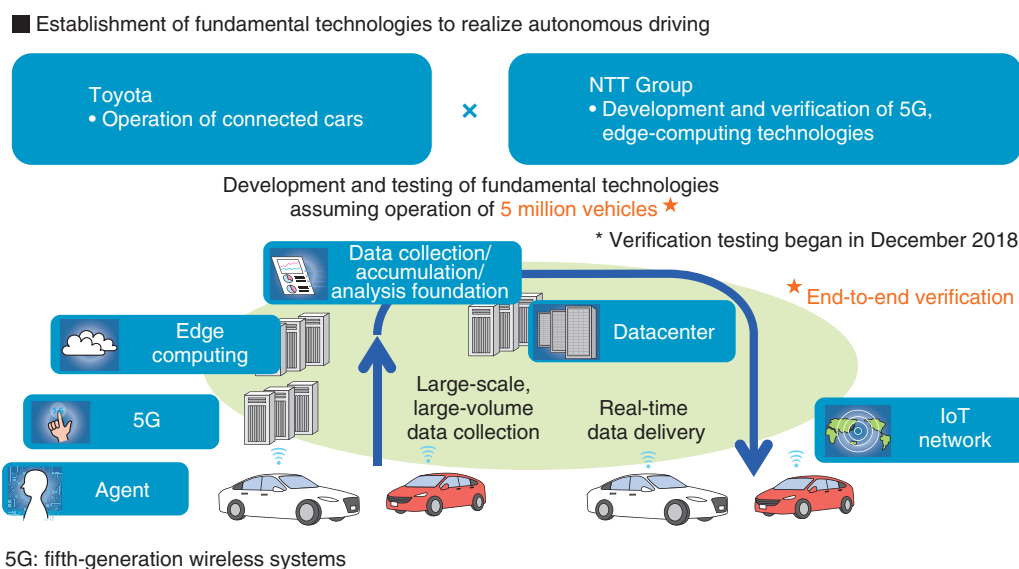 ■ Establishment of fundamental technologies to realize autonomous driving
Toyota
• Operation of connected cars
×
NTT Group
• Development and verification of 5G,
edge-computing technologies
Development and testing of fundamental technologies
assuming operation of 5 million vehicles ★
* Verification testing began in December 2018
Data collection/
accumulation/
analysis foundation
★ End-to-end verification
Edge
computing
Datacenter
Large-scale,
large-volume
data collection
Real-time
data delivery
5G
IoT
network
Agent
5G: fifth-generation wireless systems